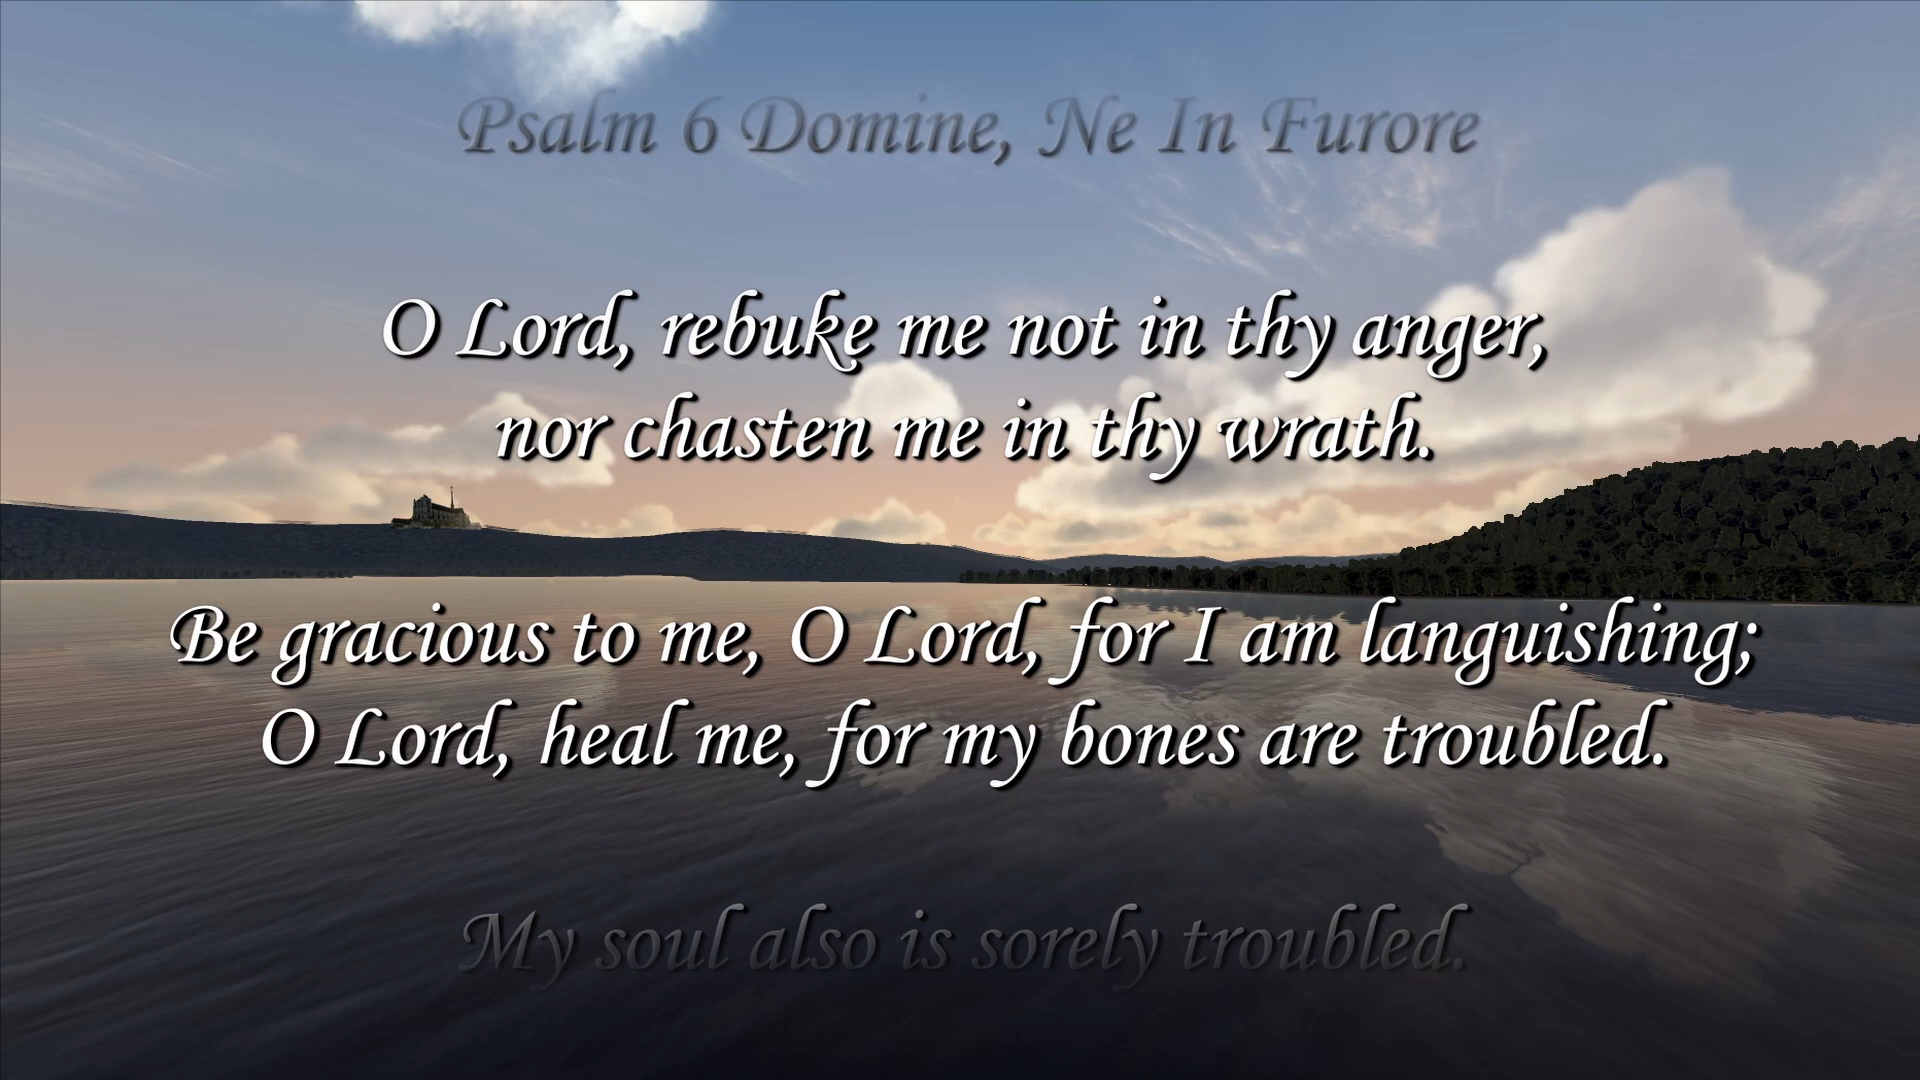 Psalm 6 Domine, Ne In Furore
O Lord, rebuke me not in thy anger,
nor chasten me in thy wrath.
Be gracious to me, O Lord, for I am languishing;
O Lord, heal me, for my bones are troubled.
My soul also is sorely troubled.